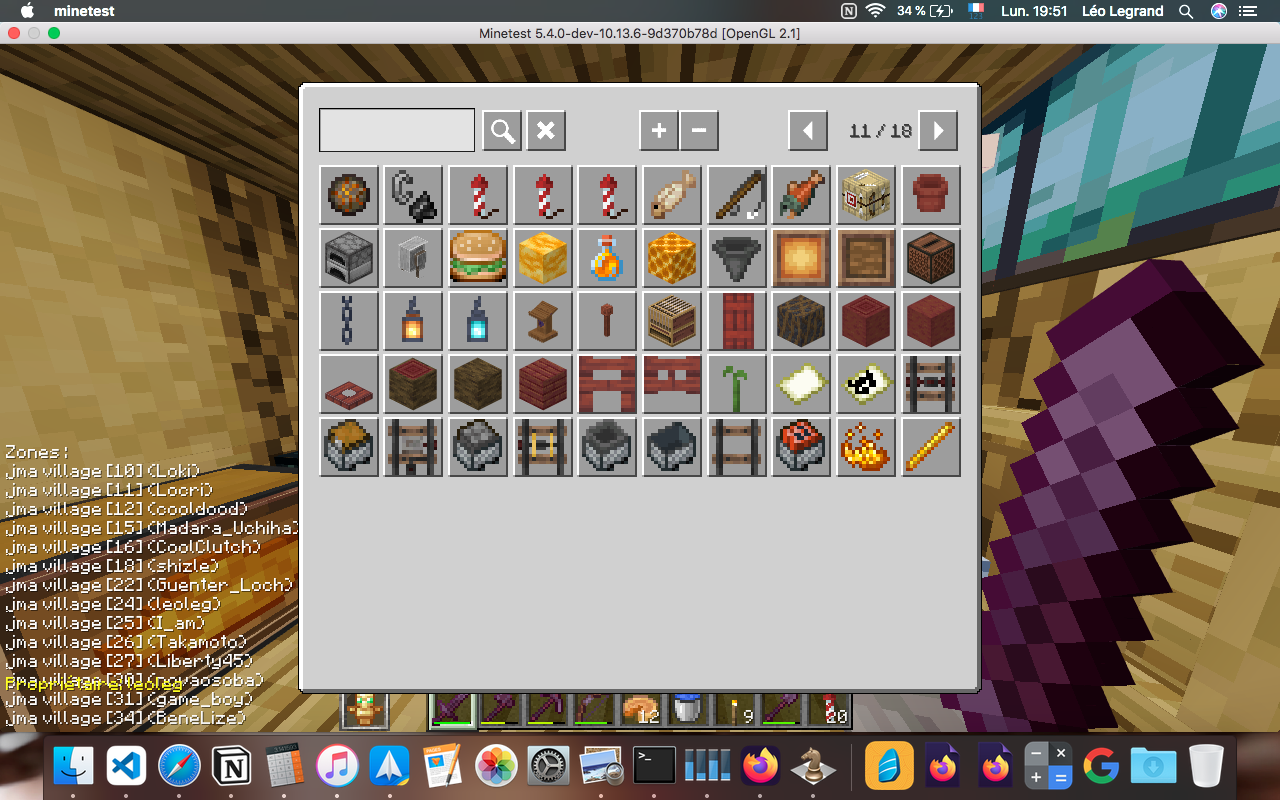 minetest
34 %
123
Lun. 19:51
Léo Legrand
Minetest 5.4.0-dev-10.13.6-9d370b78d [OpenGL 2.1]
11 / 18
Zones :
,jma village [10] (Loki)
,jma village [11] (Locri)
,jma village [12] (cooldood)
,jma village [15] (Madara_Uchiha)
,jma village [16] (CoolClutch)
,jma village [18] (shizle)
,jma village [22] (Guenter_Loch)
,jma village [24] (leoleg)
,jma village [25] (I_am)
,jma village [26] (Takamoto)
,jma village [27] (Liberty45)
,jma village
,jma village [31] (game_boy)
,jma village [34] (BeneLize)
12
9
20